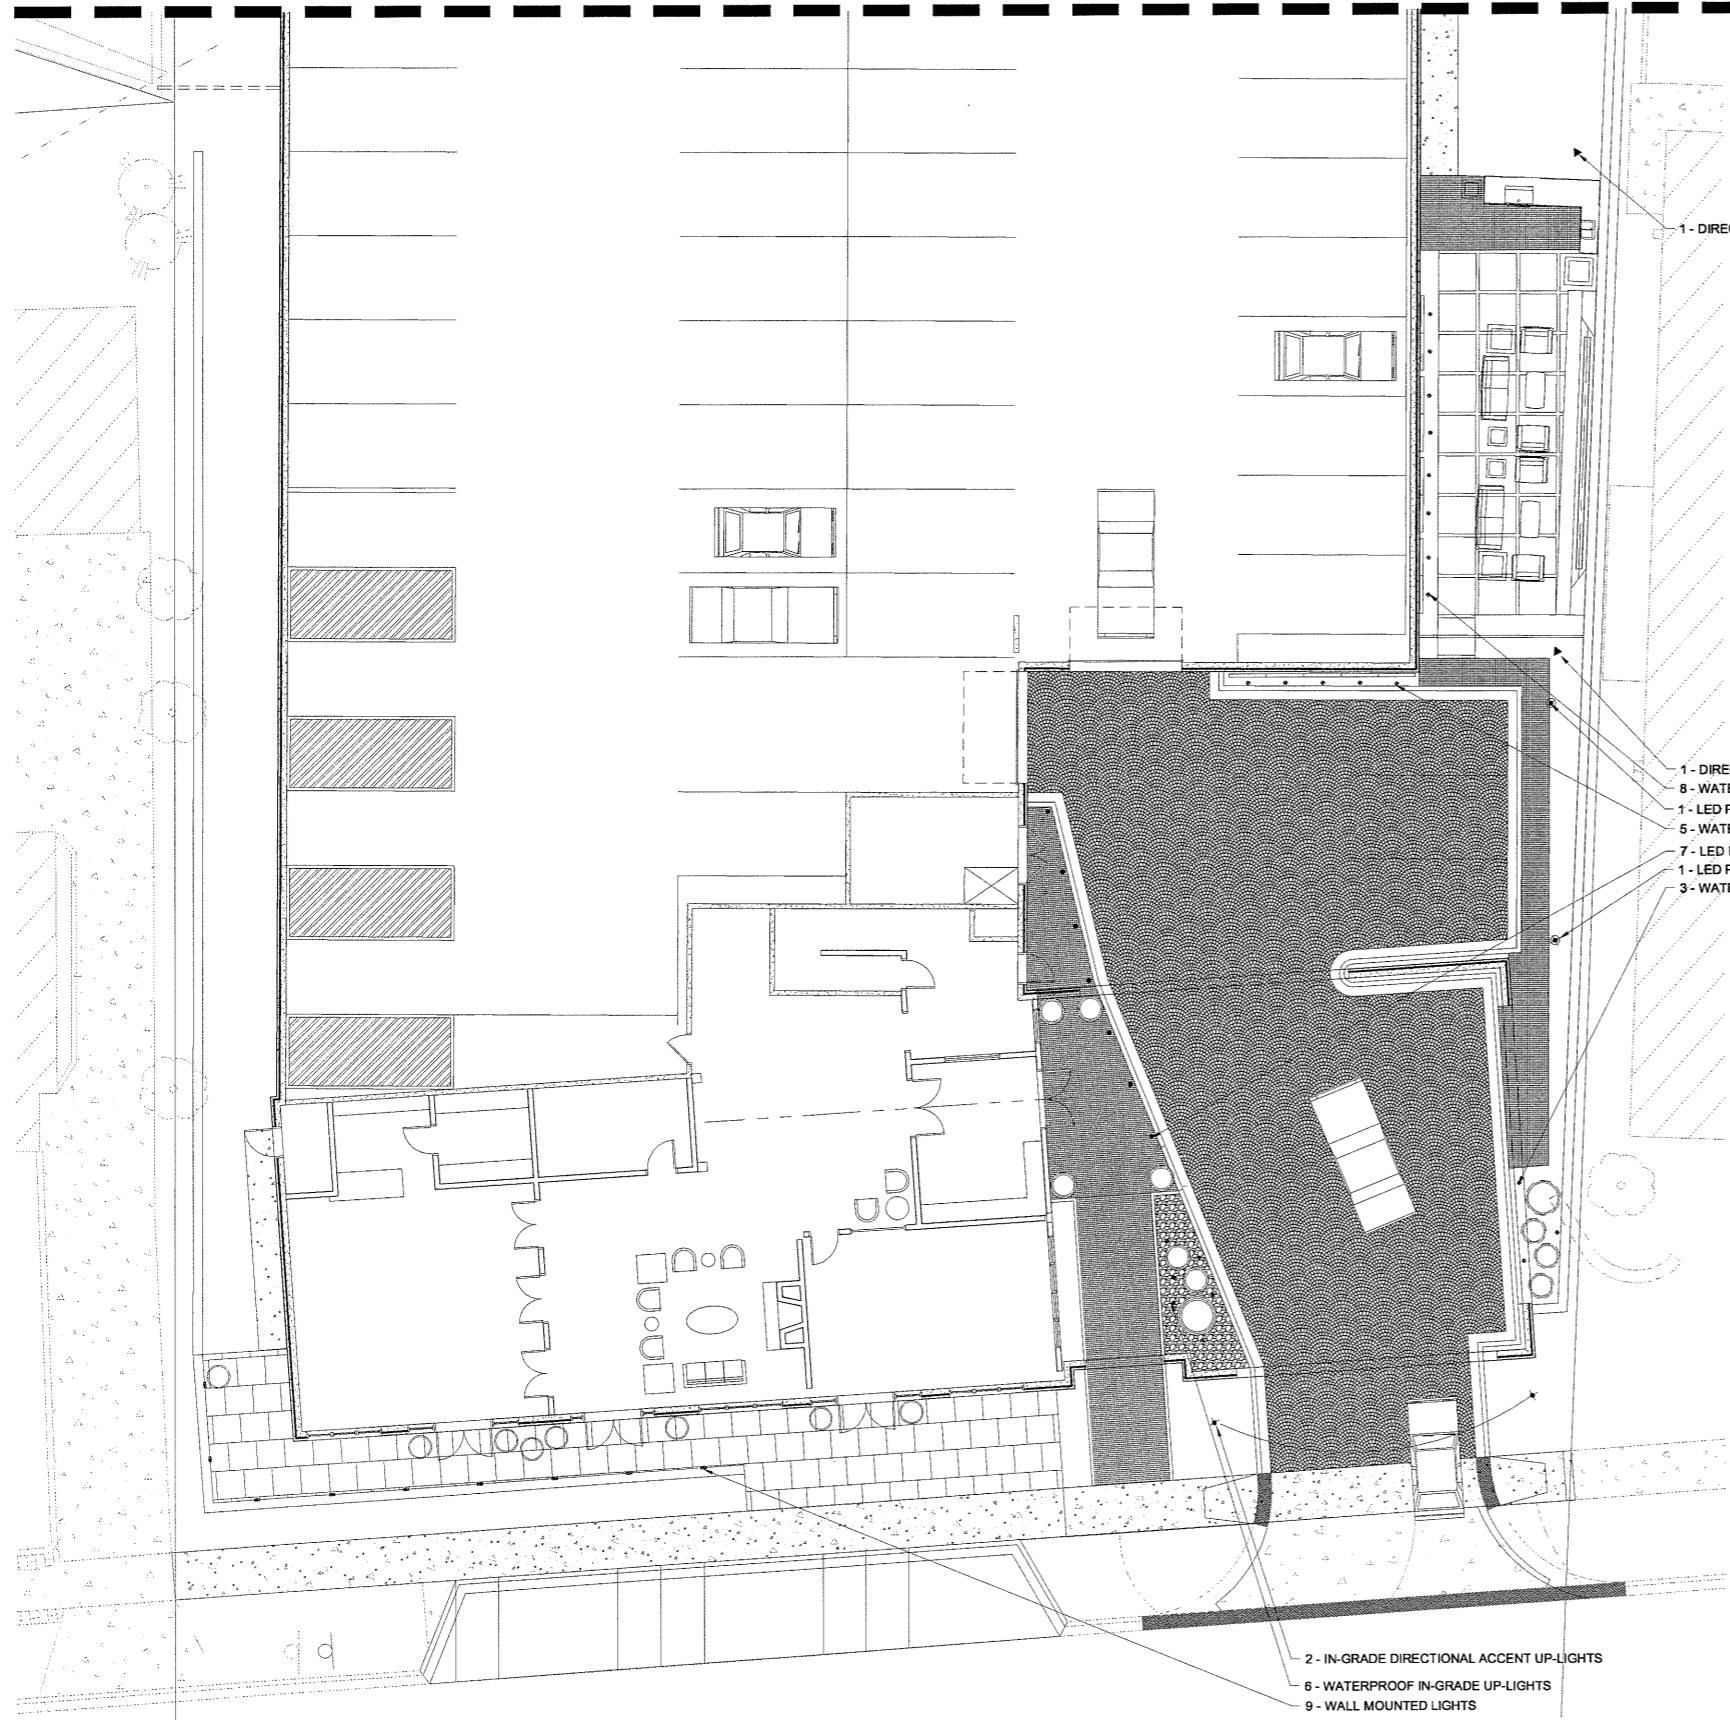 1 - DIREC
1 - DIRE
8 - WATE
1 - LED P
5 - WATE
7 - LED
1 - LED P
3 - WATE
2 - IN-GRADE DIRECTIONAL ACCENT UP-LIGHTS
6 - WATERPROOF IN-GRADE UP-LIGHTS
9 - WALL MOUNTED LIGHTS